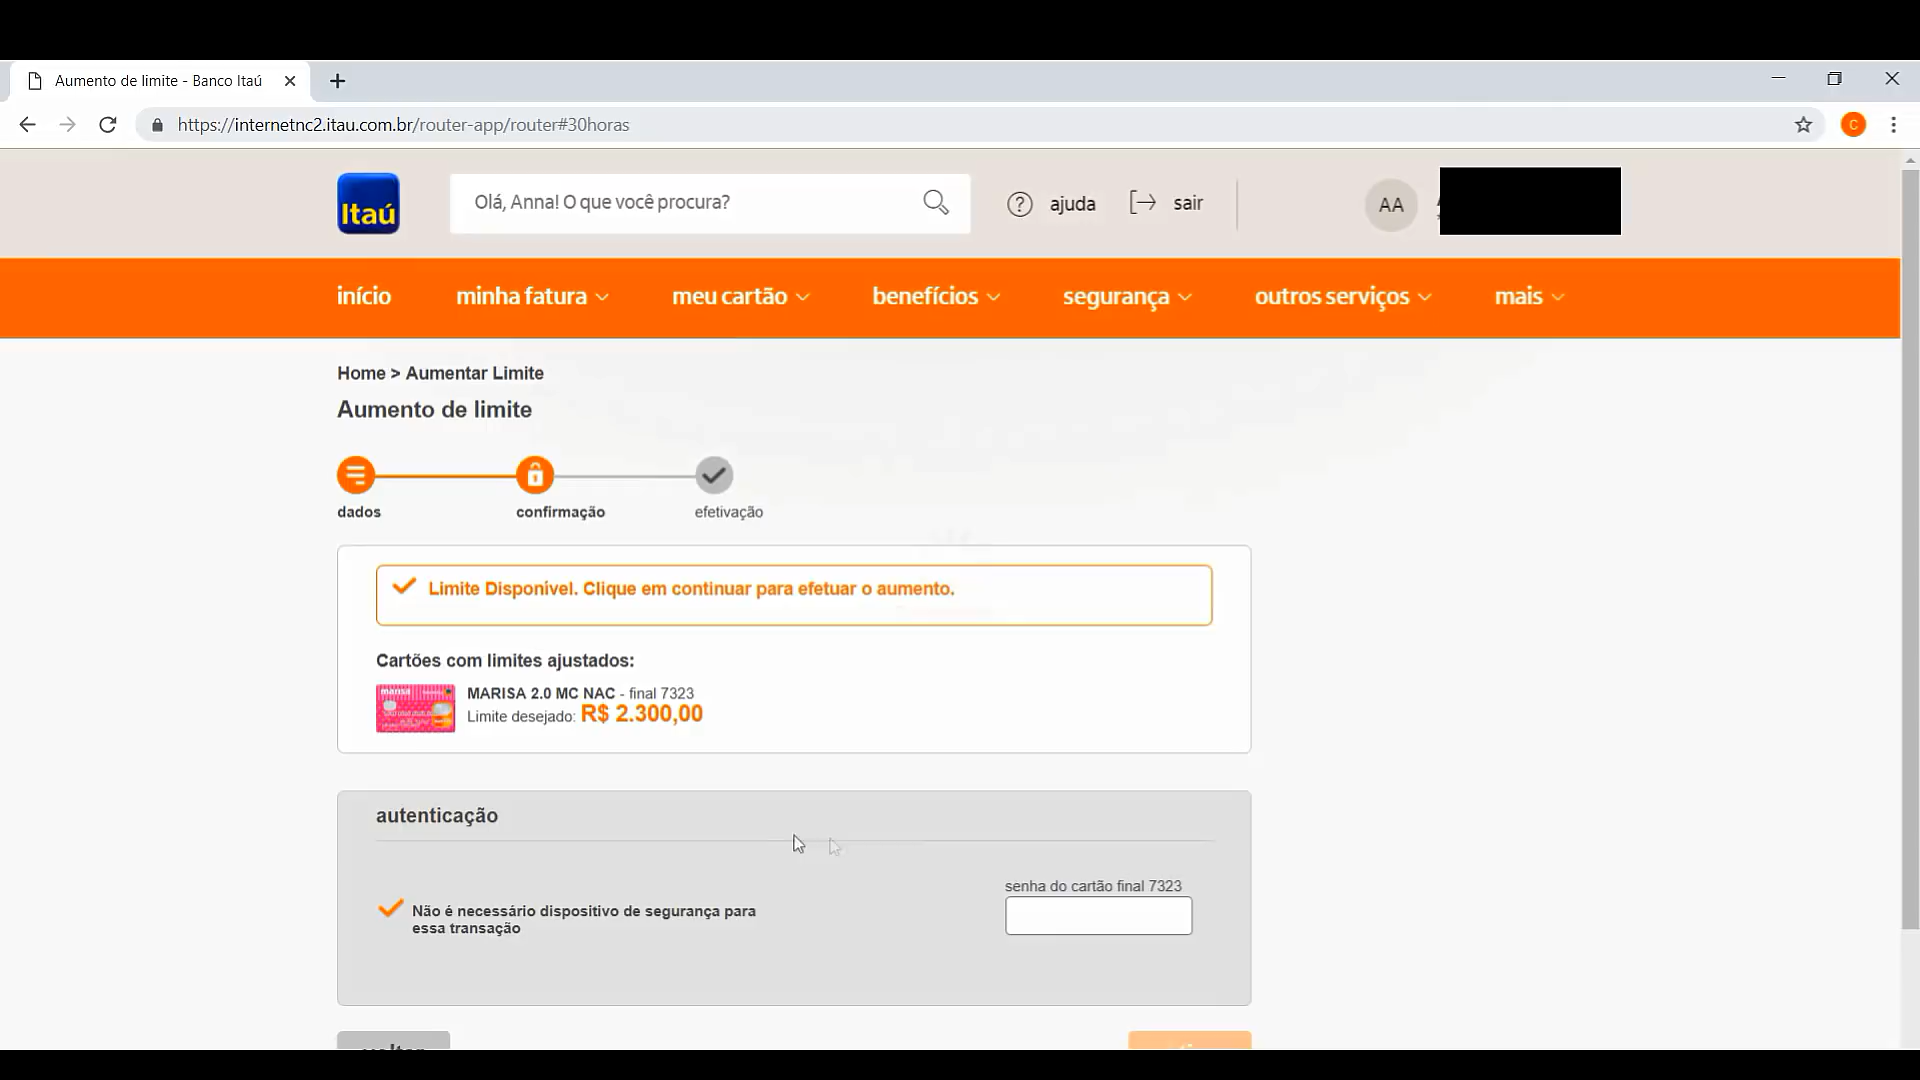 Aumento de limite - Banco Itaú
https://internetnc2.itau.com.br/router-app/router#30horas
C
Itaú
Olá, Anna! O que você procura?
ajuda
sair
AA
início
minha fatura
meu cartão
benefícios
segurança
outros serviços
mais
Home > Aumentar Limite
Aumento de limite
dados
confirmação
efetivação
Limite Disponível. Clique em continuar para efetuar o aumento.
Cartões com limites ajustados:
marisa
MARISA 2.0 MC NAC - final 7323
Limite desejado: R$ 2.300,00
autenticação
senha do cartão final 7323
Não é necessário dispositivo de segurança para
essa transação